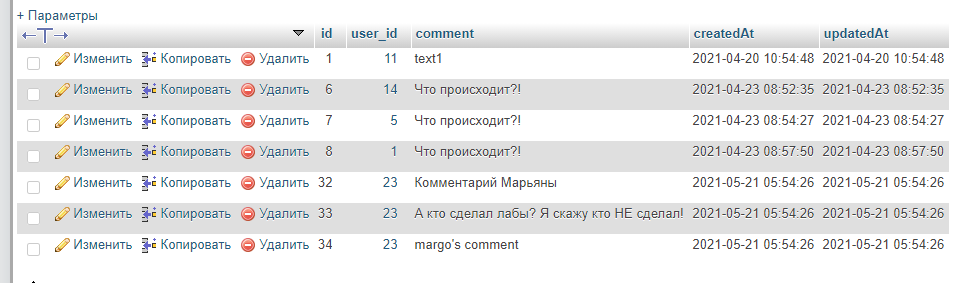 + Параметры
←T→ id user_id comment createdAt updatedAt
Изменить Копировать Удалить 1 11 text1 2021-04-20 10:54:48 2021-04-20 10:54:48
Изменить Копировать Удалить 6 14 Что происходит?! 2021-04-23 08:52:35 2021-04-23 08:52:35
Изменить Копировать Удалить 7 5 Что происходит?! 2021-04-23 08:54:27 2021-04-23 08:54:27
Изменить Копировать Удалить 8 1 Что происходит?! 2021-04-23 08:57:50 2021-04-23 08:57:50
Изменить Копировать Удалить 32 23 Комментарий Марьяны 2021-05-21 05:54:26 2021-05-21 05:54:26
Изменить Копировать Удалить 33 23 А кто сделал лабы? Я скажу кто НЕ сделал! 2021-05-21 05:54:26 2021-05-21 05:54:26
Изменить Копировать Удалить 34 23 margo's comment 2021-05-21 05:54:26 2021-05-21 05:54:26